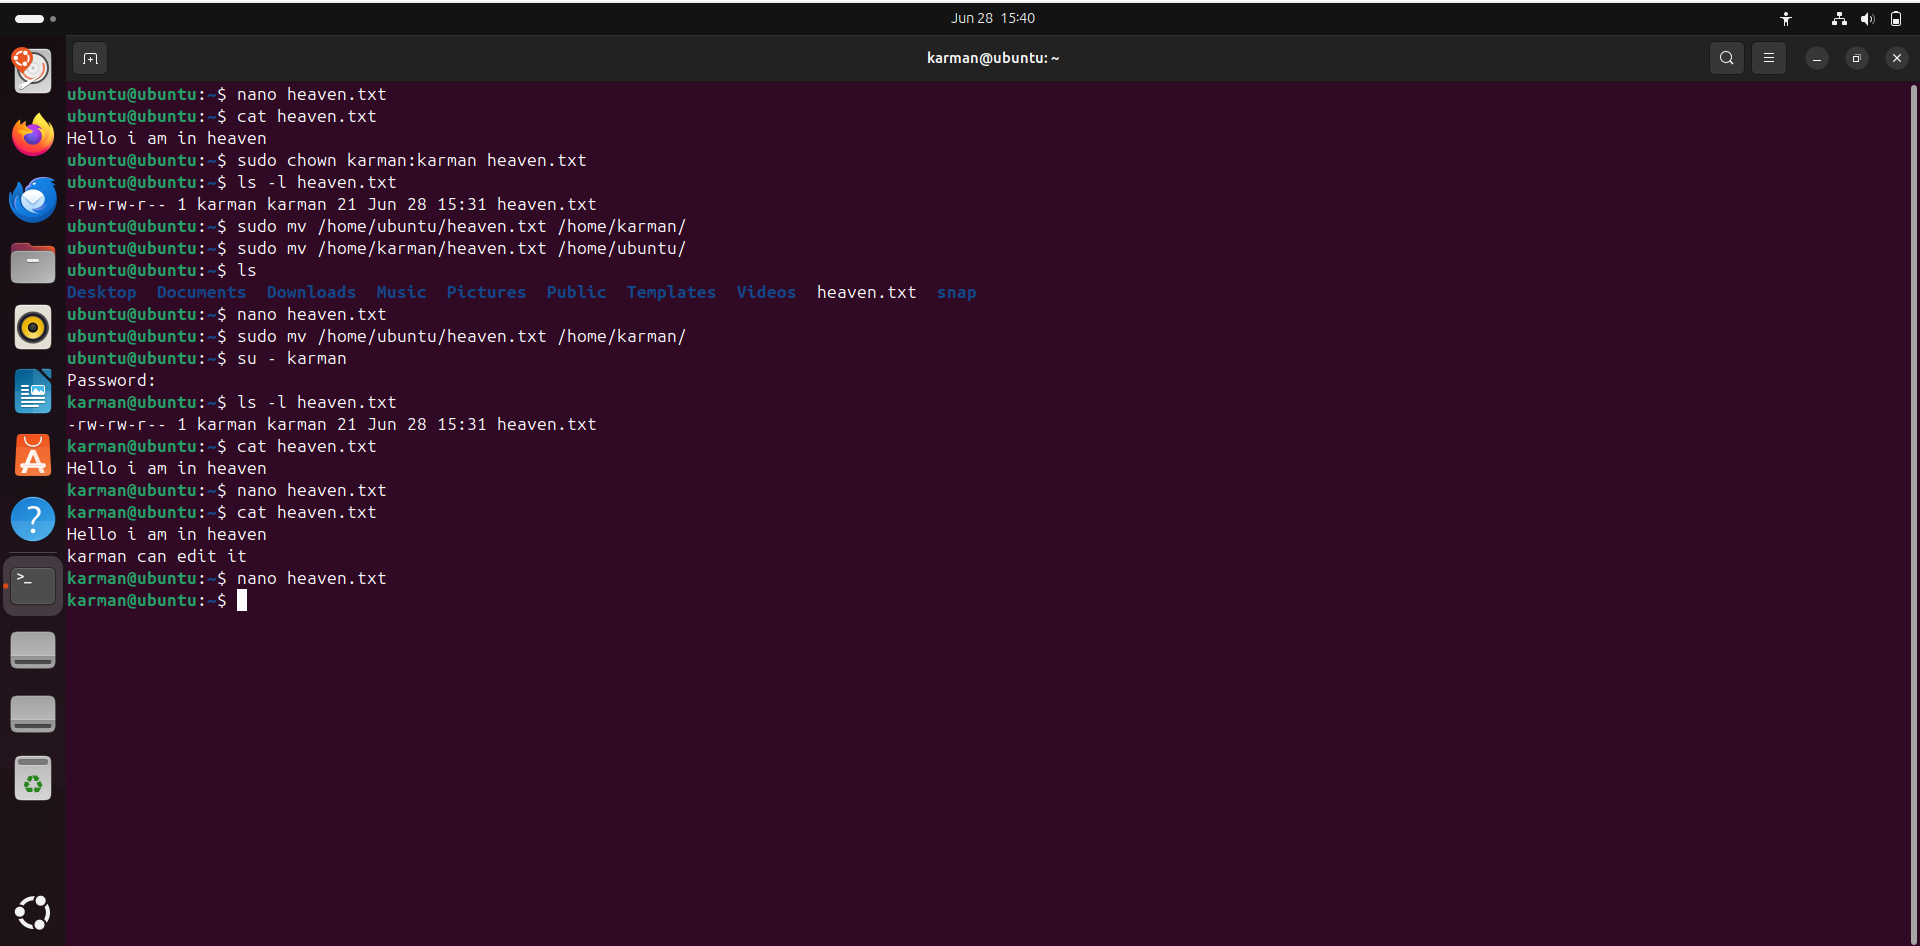 Jun 28 15:40
karman@ubuntu: ~
ubuntu@ubuntu:~$ nano heaven.txt
ubuntu@ubuntu:~$ cat heaven.txt
Hello i am in heaven
ubuntu@ubuntu:~$ sudo chown karman:karman heaven.txt
ubuntu@ubuntu:~$ ls -l heaven.txt
-rw-rw-r-- 1 karman karman 21 Jun 28 15:31 heaven.txt
ubuntu@ubuntu:~$ sudo mv /home/ubuntu/heaven.txt /home/karman/
ubuntu@ubuntu:~$ sudo mv /home/karman/heaven.txt /home/ubuntu/
ubuntu@ubuntu:~$ ls
Desktop Documents Downloads Music Pictures Public Templates Videos heaven.txt snap
ubuntu@ubuntu:~$ nano heaven.txt
ubuntu@ubuntu:~$ sudo mv /home/ubuntu/heaven.txt /home/karman/
ubuntu@ubuntu:~$ su - karman
Password:
karman@ubuntu:~$ ls -l heaven.txt
-rw-rw-r-- 1 karman karman 21 Jun 28 15:31 heaven.txt
karman@ubuntu:~$ cat heaven.txt
Hello i am in heaven
karman@ubuntu:~$ nano heaven.txt
karman@ubuntu:~$ cat heaven.txt
Hello i am in heaven
karman can edit it
karman@ubuntu:~$ nano heaven.txt
karman@ubuntu:~$